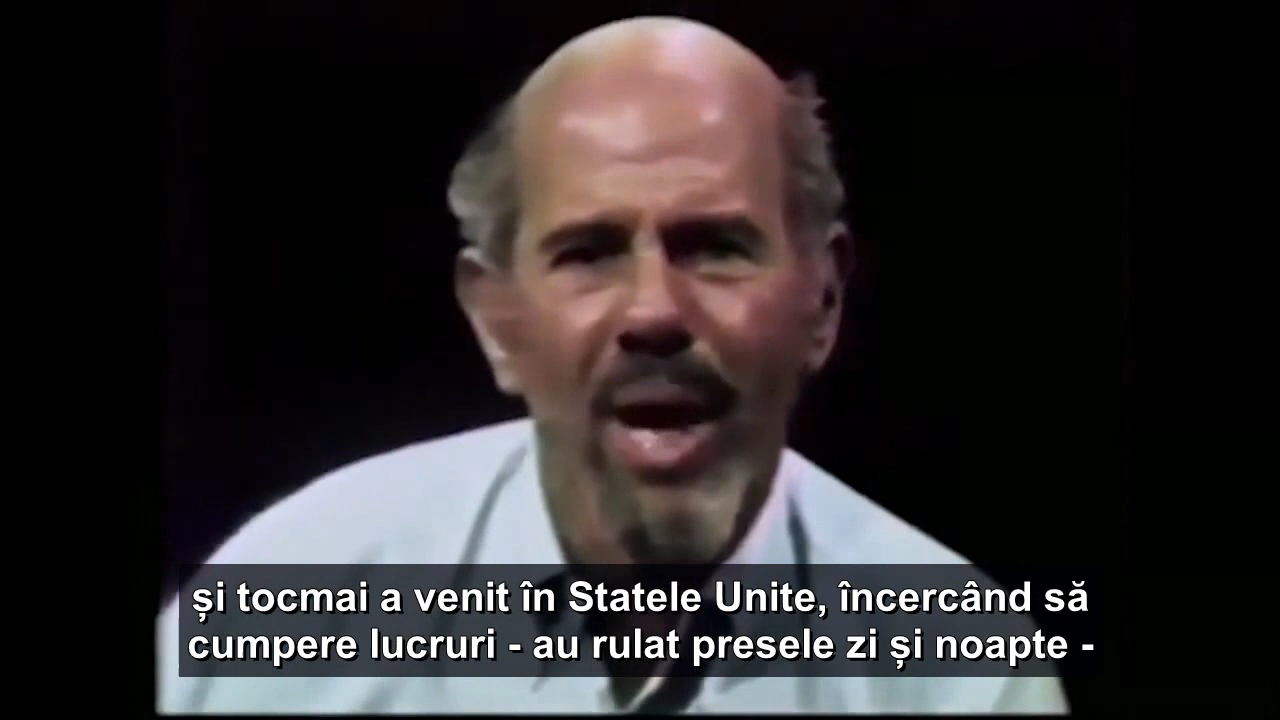 și tocmai a venit în Statele Unite, încercând să
cumpere lucruri - au rulat presele zi și noapte -